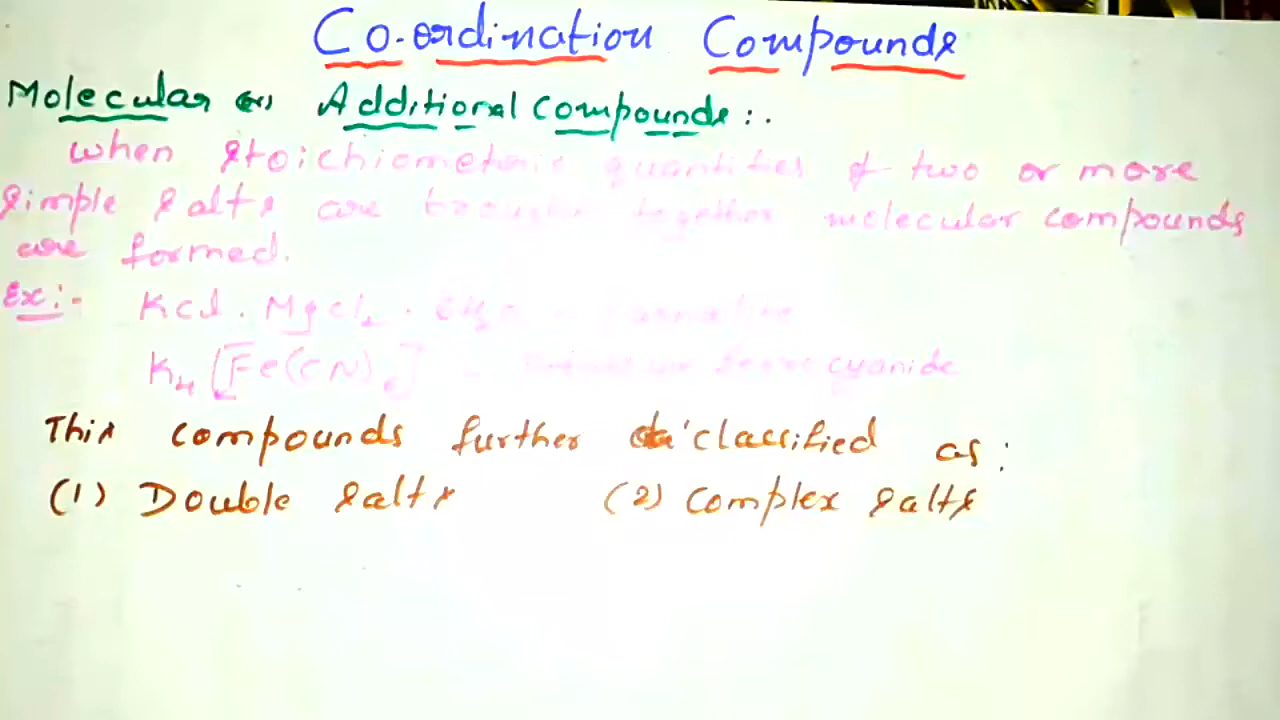 Co-ordination Compounds
Molecular (or) Additional Compounds :.
when stoichiometric quantities of two or more
simple salts are brought together molecular compounds
are formed.
Ex:- KCl . MgCl₂ . 6H₂O -
K₄ [Fe(CN)₆] - ferrocyanide
This compounds further classified as :
(1) Double salts (2) Complex salts